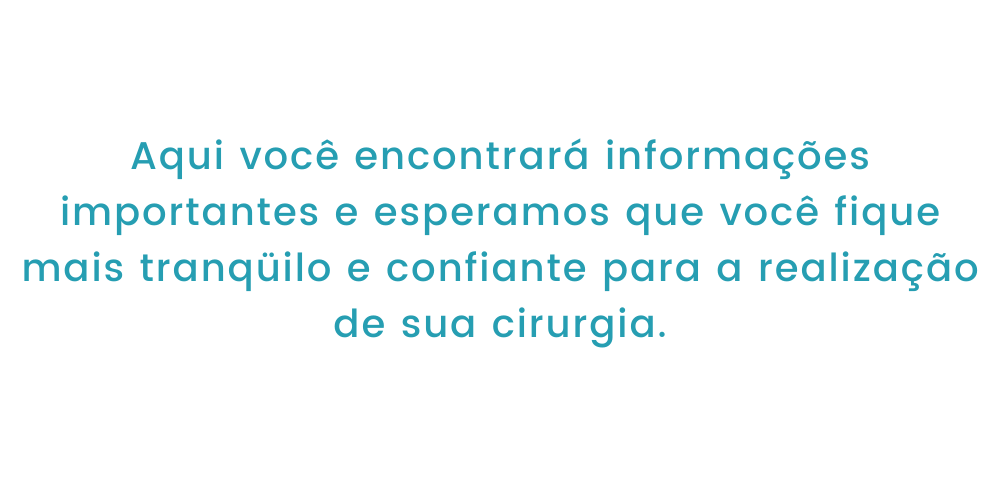 Aqui você encontrará informações
importantes e esperamos que você fique
mais tranqüilo e confiante para a realização
de sua cirurgia.